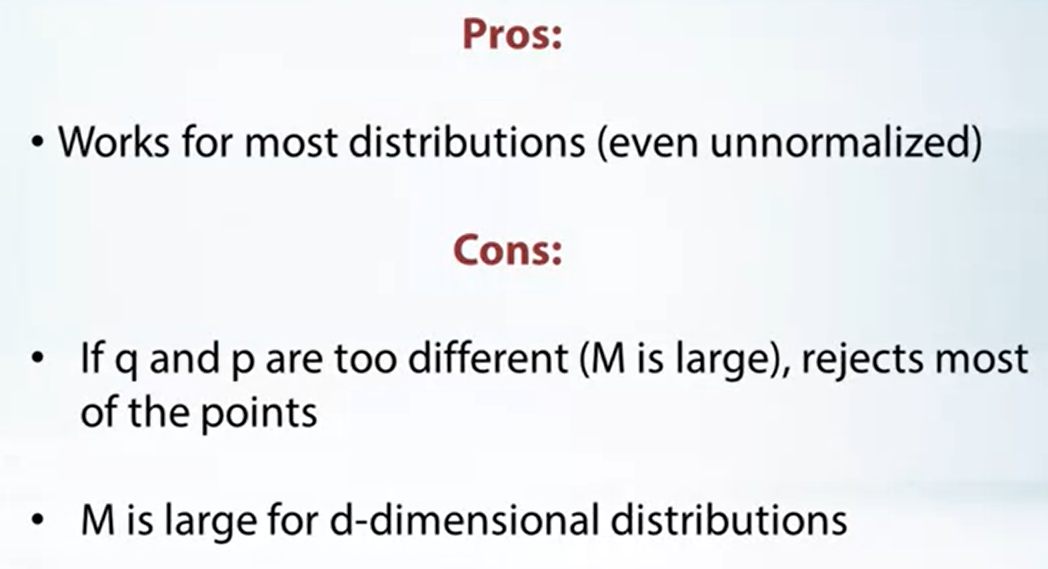 Pros:
• Works for most distributions (even unnormalized)
Cons:
• If q and p are too different (M is large), rejects most
of the points
• M is large for d-dimensional distributions